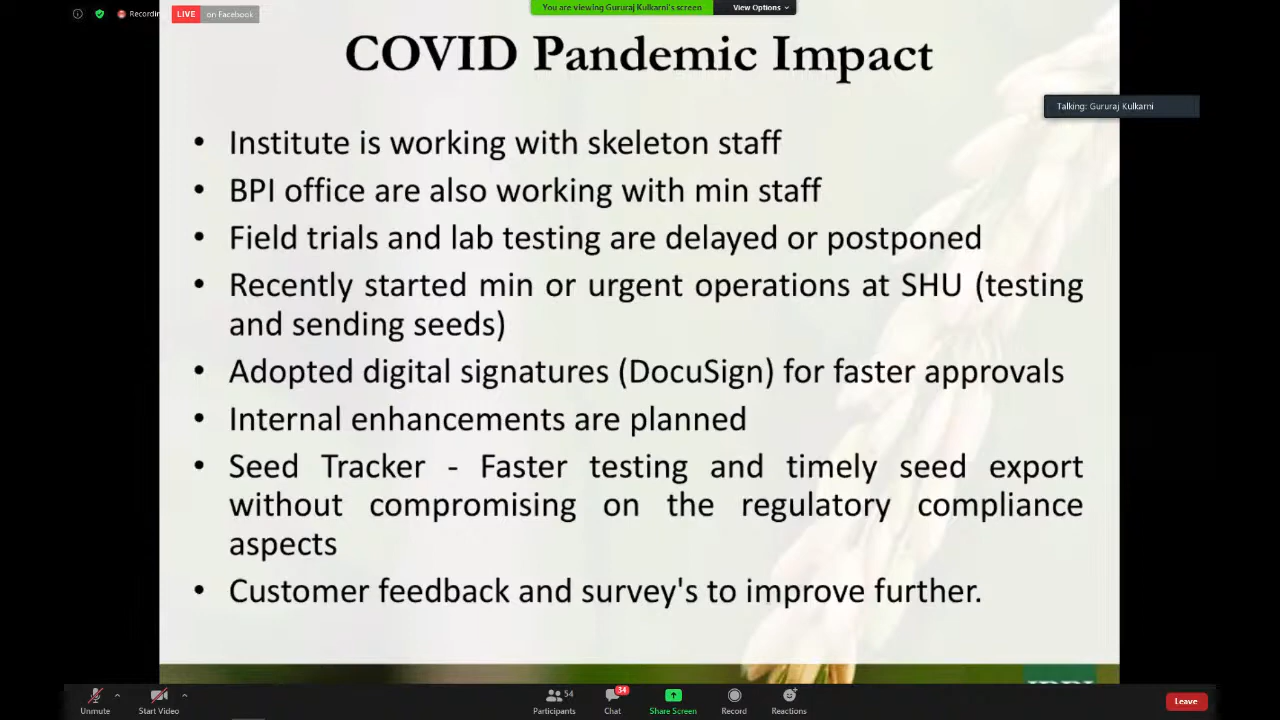 Recordin
LIVE on Facebook
You are viewing Gururaj Kulkarni's screen View Options
COVID Pandemic Impact
Talking: Gururaj Kulkarni
• Institute is working with skeleton staff
• BPI office are also working with min staff
• Field trials and lab testing are delayed or postponed
• Recently started min or urgent operations at SHU (testing
and sending seeds)
• Adopted digital signatures (DocuSign) for faster approvals
• Internal enhancements are planned
• Seed Tracker - Faster testing and timely seed export
without compromising on the regulatory compliance
aspects
• Customer feedback and survey's to improve further.
54
34
Unmute Start Video Participants Chat Share Screen Record Reactions Leave